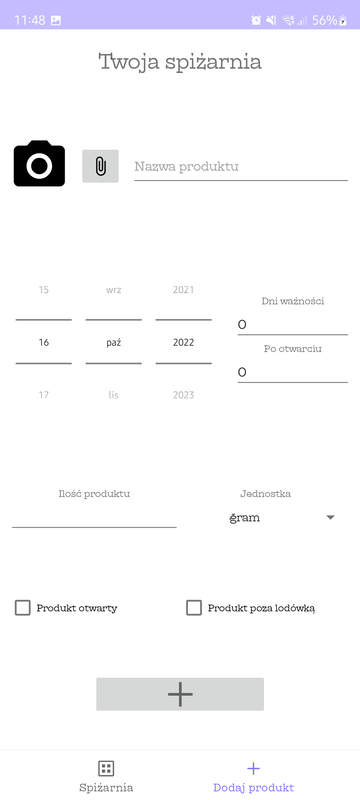 11:48 56%
Twoja spiżarnia
Nazwa produktu
15 wrz 2021
Dni ważności
0
16 paź 2022
Po otwarciu
0
17 lis 2023
Ilość produktu Jednostka
gram
Produkt otwarty Produkt poza lodówką
Spiżarnia Dodaj produkt